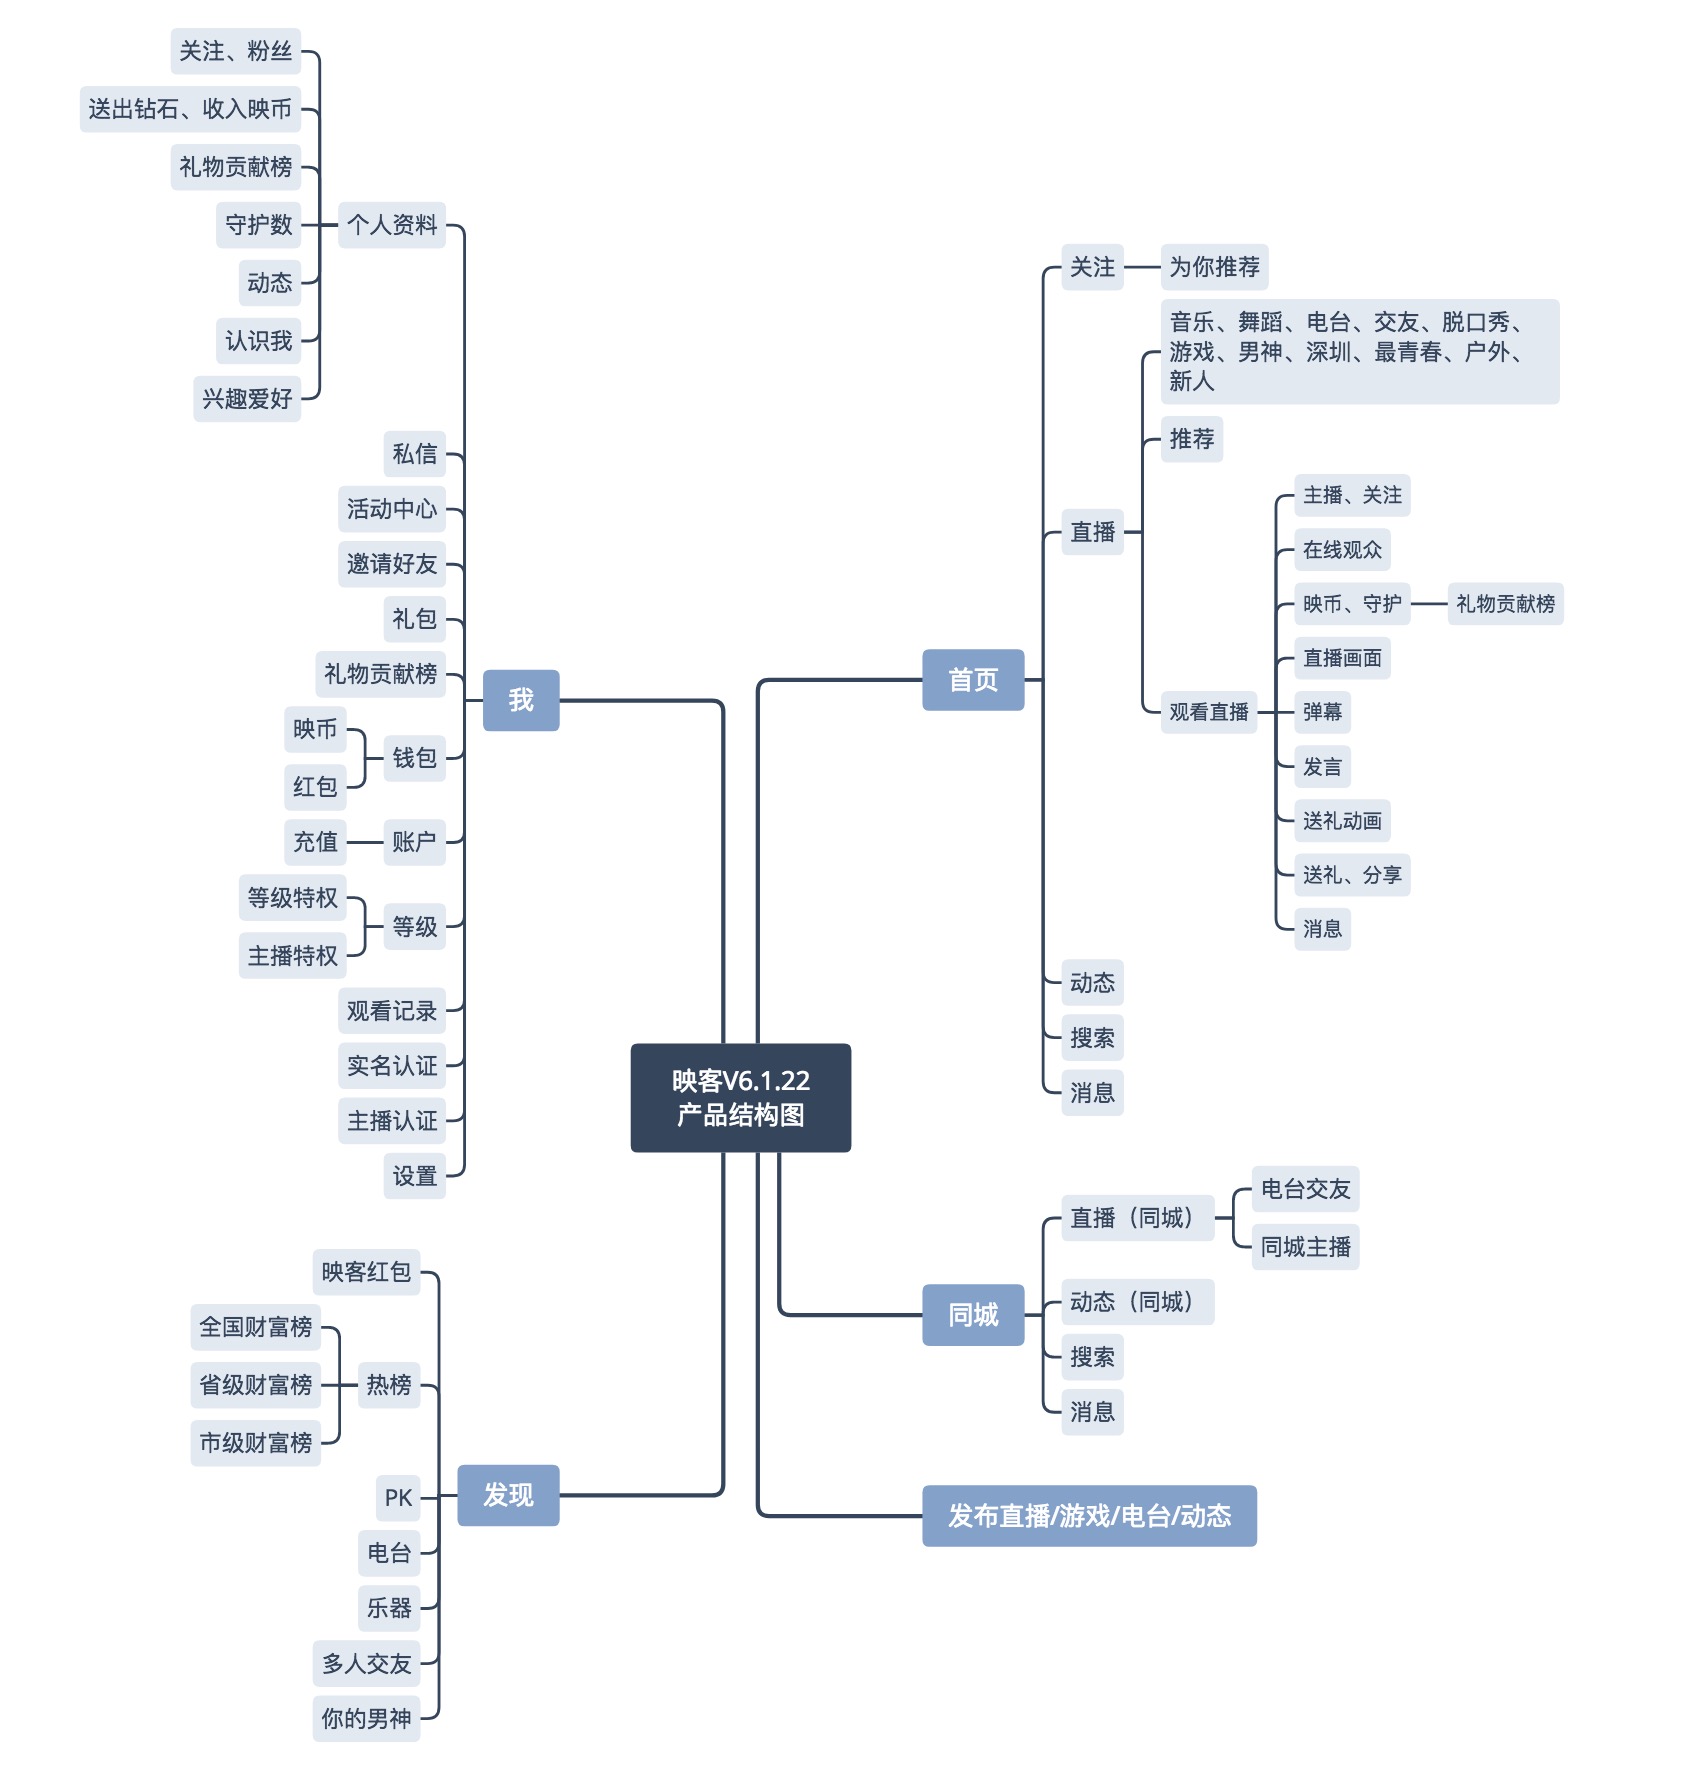 映客V6.1.22
产品结构图
首页
关注
为你推荐
直播
音乐、舞蹈、电台、交友、脱口秀、
游戏、男神、深圳、最青春、户外、
新人
推荐
观看直播
主播、关注
在线观众
映币、守护
礼物贡献榜
直播画面
弹幕
发言
送礼动画
送礼、分享
消息
动态
搜索
消息
同城
直播（同城）
电台交友
同城主播
动态（同城）
搜索
消息
发布直播/游戏/电台/动态
我
个人资料
关注、粉丝
送出钻石、收入映币
礼物贡献榜
守护数
动态
认识我
兴趣爱好
私信
活动中心
邀请好友
礼包
礼物贡献榜
钱包
映币
红包
账户
充值
等级
等级特权
主播特权
观看记录
实名认证
主播认证
设置
发现
映客红包
热榜
全国财富榜
省级财富榜
市级财富榜
PK
电台
乐器
多人交友
你的男神